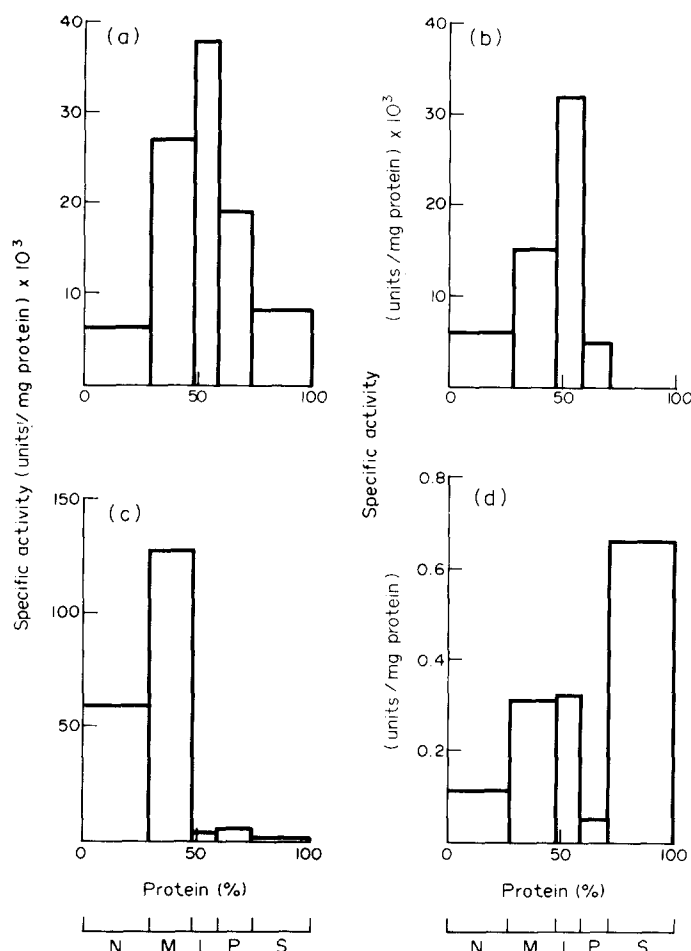 (a)
40
30
20
10
0
50
100
(b)
40
30
20
10
0
50
100
Specific activity (units/mg protein) x 10³
Specific activity
(units/mg protein) x 10³
(c)
150
100
50
0
50
100
Protein (%)
(d)
0.8
0.6
0.4
0.2
0
50
100
Protein (%)
(units/mg protein)
N M L P S
N M L P S